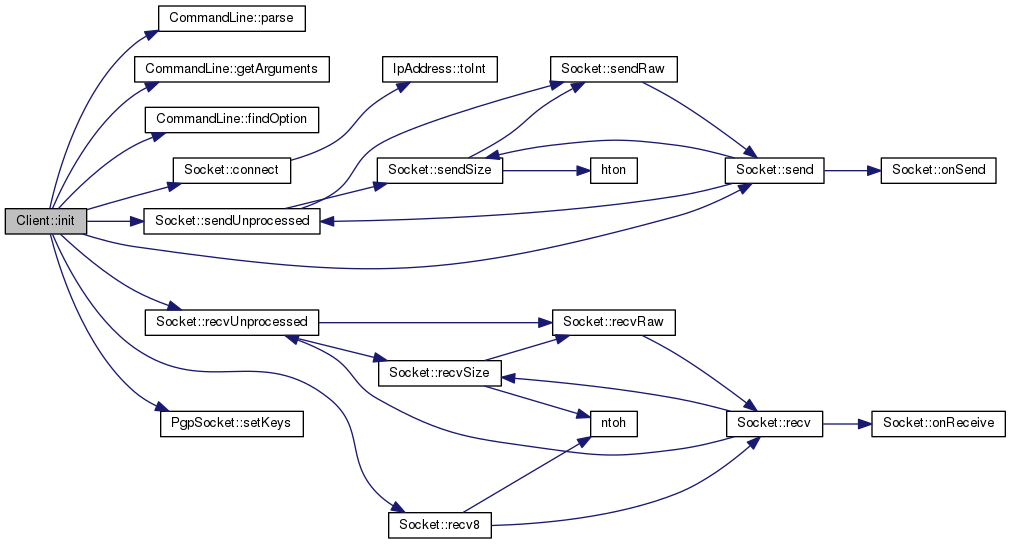 CommandLine::parse
CommandLine::getArguments
IpAddress::toInt
Socket::sendRaw
CommandLine::findOption
Socket::connect
Socket::sendSize
hton
Socket::send
Socket::onSend
Client::init
Socket::sendUnprocessed
Socket::recvUnprocessed
Socket::recvRaw
Socket::recvSize
PgpSocket::setKeys
ntoh
Socket::recv
Socket::onReceive
Socket::recv8